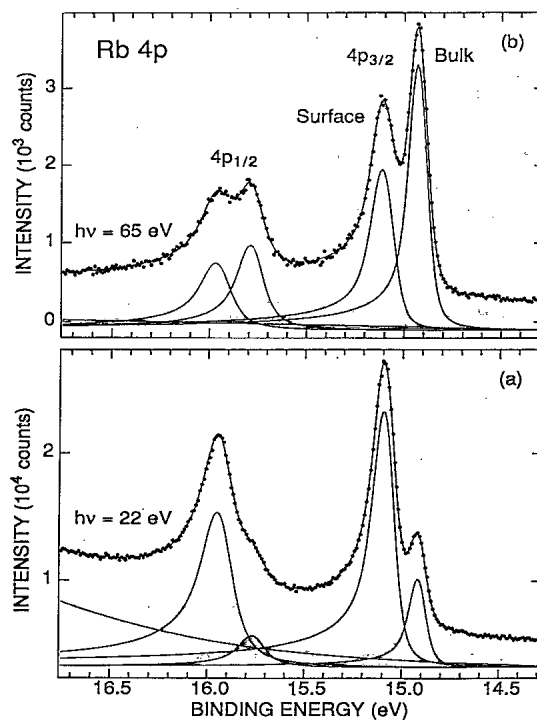 Rb 4p
(b)
4p3/2
Bulk
Surface
4p1/2
hν = 65 eV
INTENSITY (10³ counts)
3
2
1
0
(a)
hν = 22 eV
INTENSITY (10⁴ counts)
2
1
16.5 16.0 15.5 15.0 14.5
BINDING ENERGY (eV)